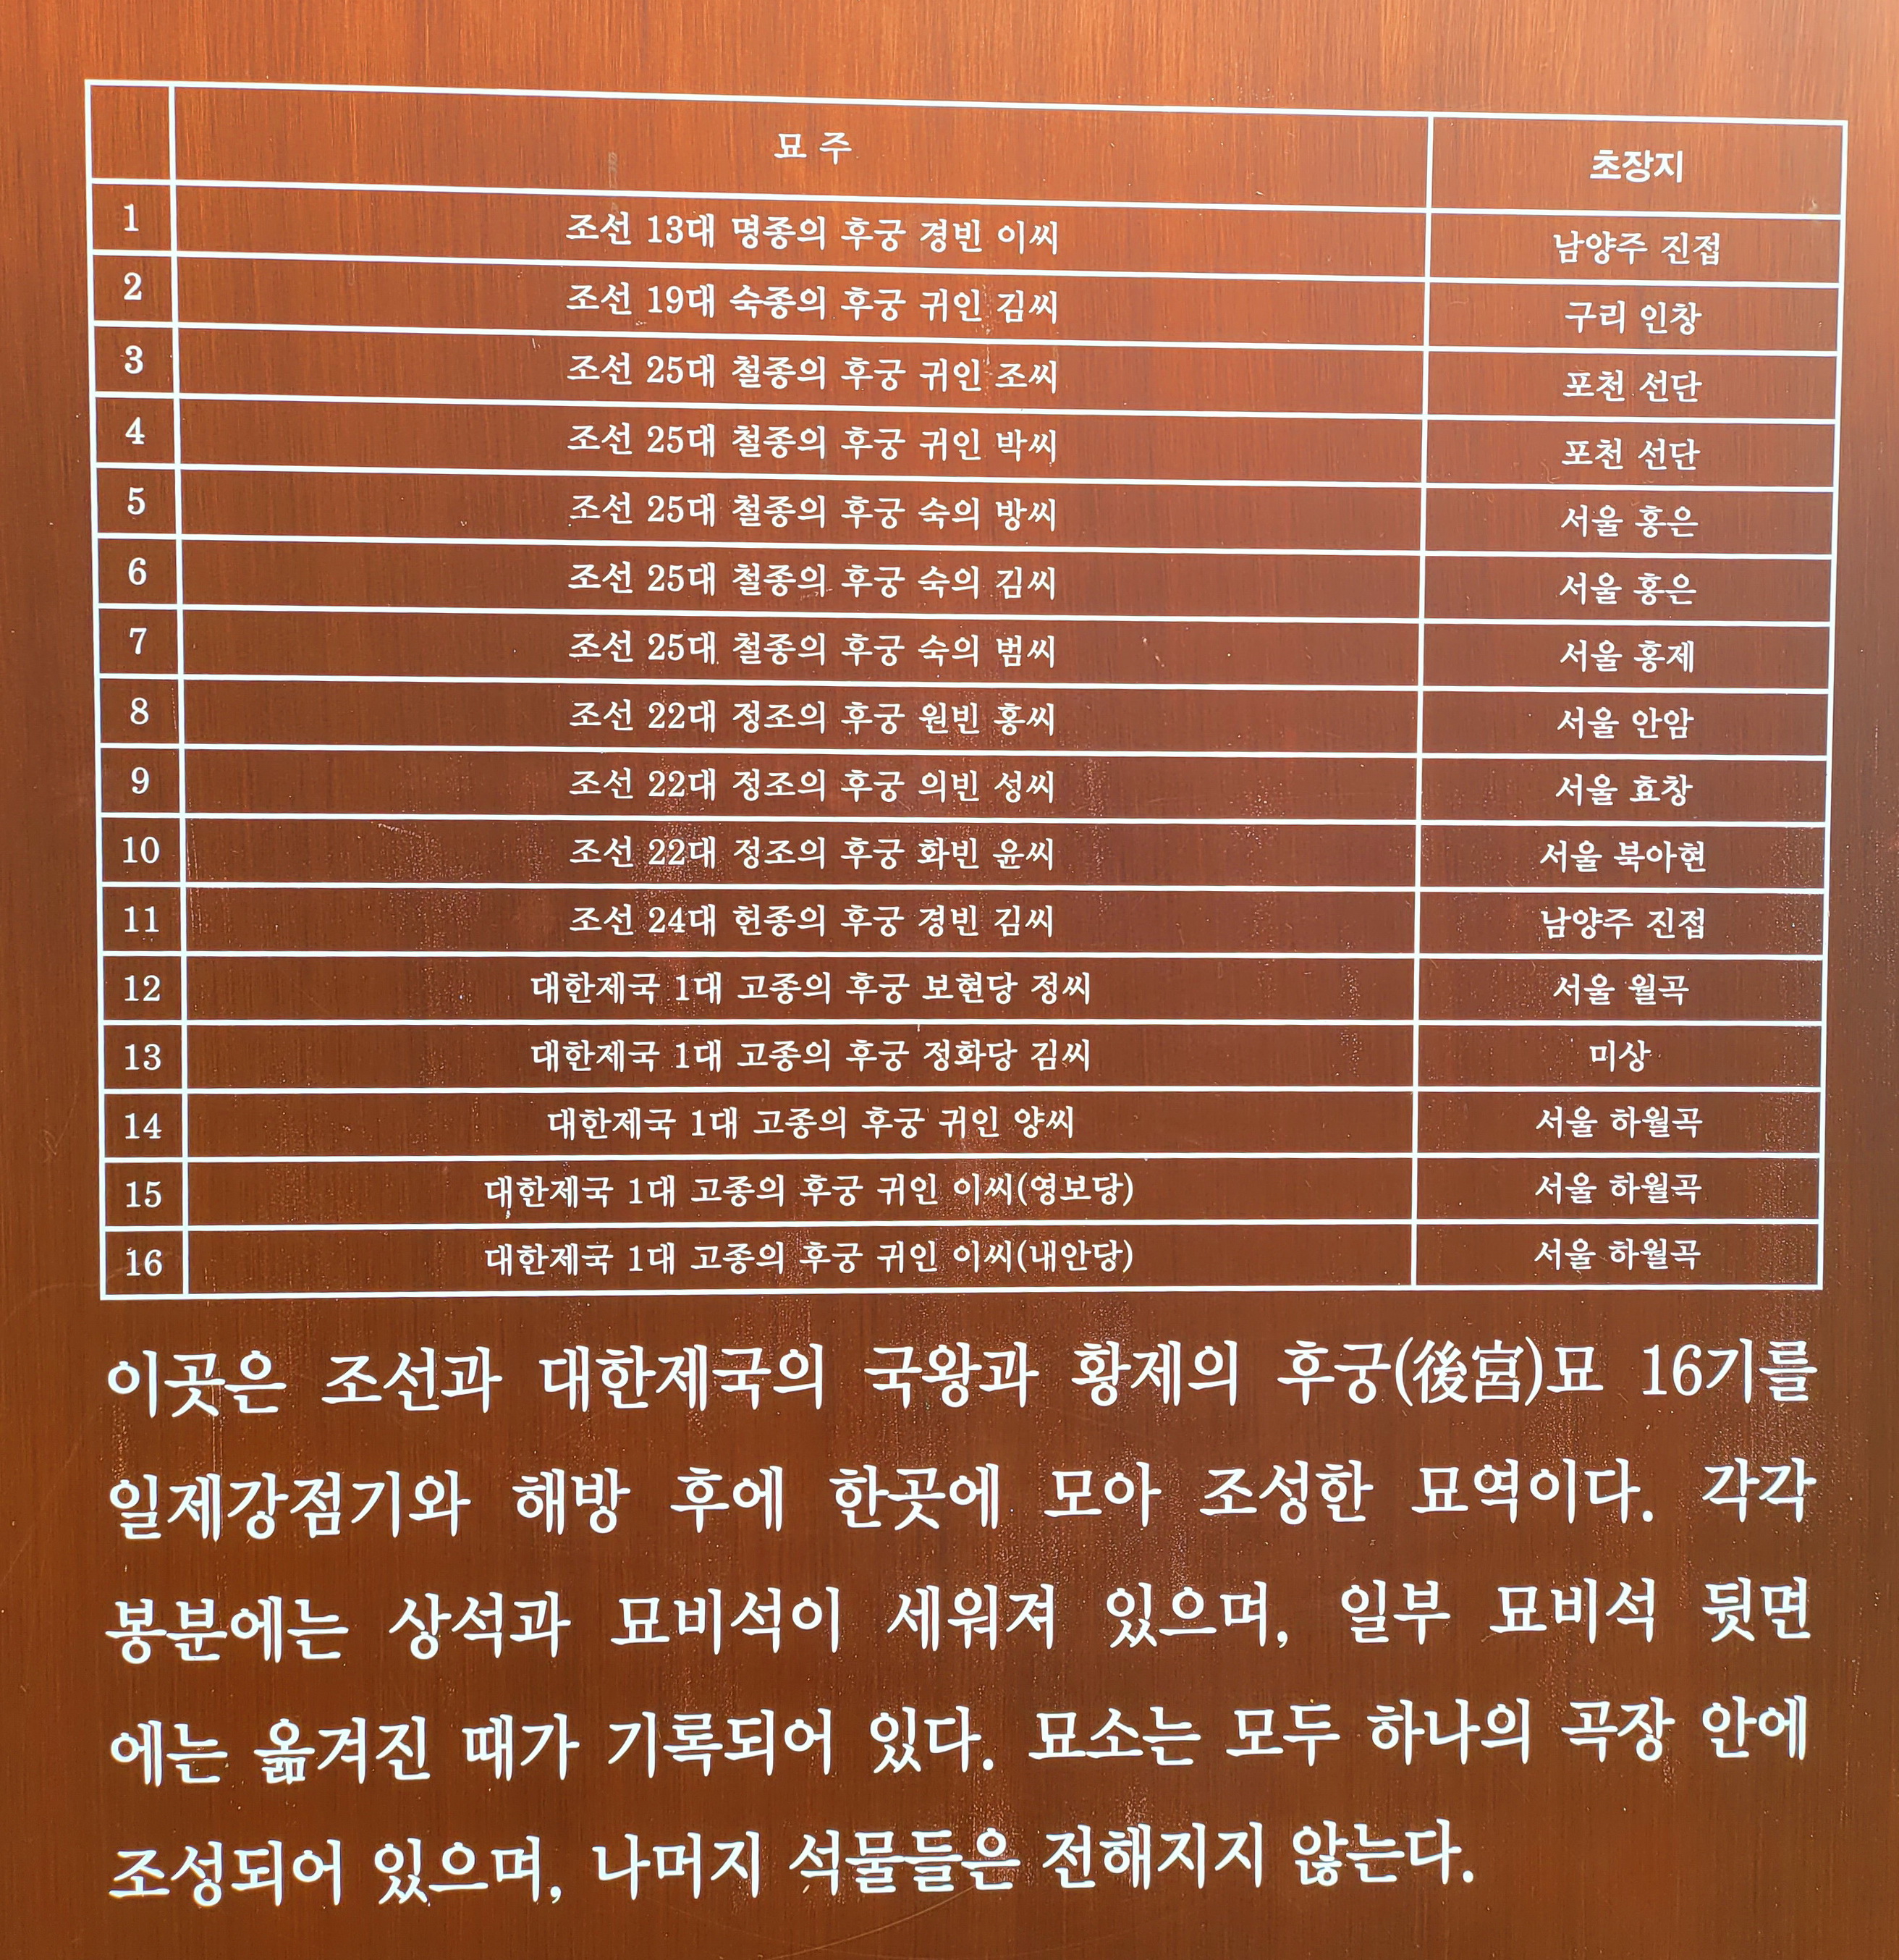 묘 주 초장지
1 조선 13대 명종의 후궁 경빈 이씨 남양주 진접
2 조선 19대 숙종의 후궁 귀인 김씨 구리 인창
3 조선 25대 철종의 후궁 귀인 조씨 포천 선단
4 조선 25대 철종의 후궁 귀인 박씨 포천 선단
5 조선 25대 철종의 후궁 숙의 방씨 서울 홍은
6 조선 25대 철종의 후궁 숙의 김씨 서울 홍은
7 조선 25대 철종의 후궁 숙의 범씨 서울 홍제
8 조선 22대 정조의 후궁 원빈 홍씨 서울 안암
9 조선 22대 정조의 후궁 의빈 성씨 서울 효창
10 조선 22대 정조의 후궁 화빈 윤씨 서울 북아현
11 조선 24대 헌종의 후궁 경빈 김씨 남양주 진접
12 대한제국 1대 고종의 후궁 보현당 정씨 서울 월곡
13 대한제국 1대 고종의 후궁 정화당 김씨 미상
14 대한제국 1대 고종의 후궁 귀인 양씨 서울 하월곡
15 대한제국 1대 고종의 후궁 귀인 이씨(영보당) 서울 하월곡
16 대한제국 1대 고종의 후궁 귀인 이씨(내안당) 서울 하월곡
이곳은 조선과 대한제국의 국왕과 황제의 후궁(後宮)묘 16기를
일제강점기와 해방 후에 한곳에 모아 조성한 묘역이다. 각각
봉분에는 상석과 묘비석이 세워져 있으며, 일부 묘비석 뒷면
에는 옮겨진 때가 기록되어 있다. 묘소는 모두 하나의 곡장 안에
조성되어 있으며, 나머지 석물들은 전해지지 않는다.